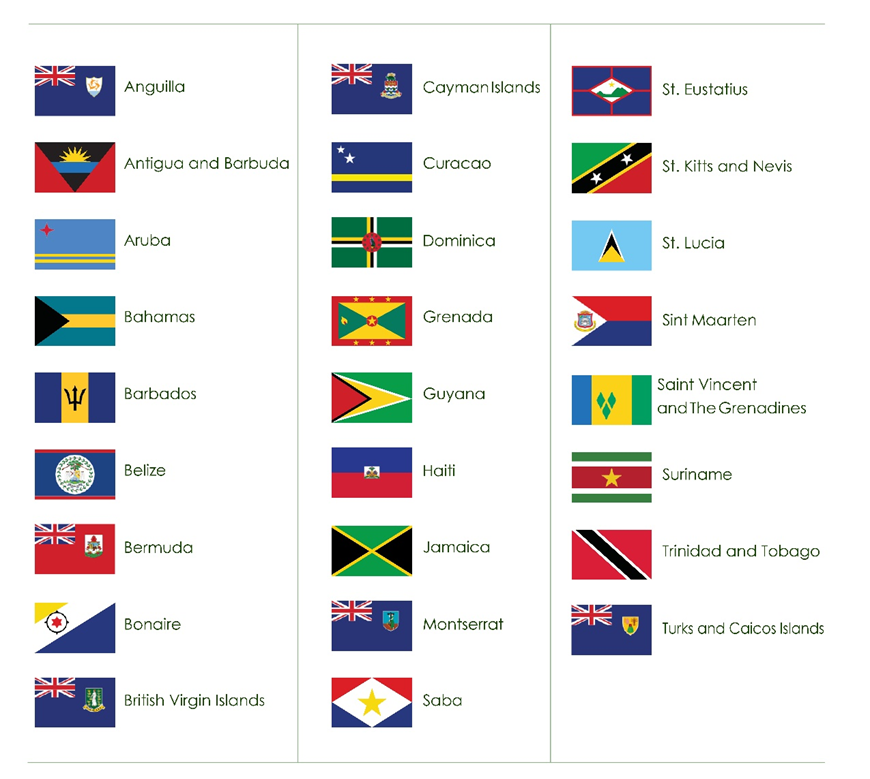 Anguilla
Antigua and Barbuda
Aruba
Bahamas
Barbados
Belize
Bermuda
Bonaire
British Virgin Islands
Cayman Islands
Curacao
Dominica
Grenada
Guyana
Haiti
Jamaica
Montserrat
Saba
St. Eustatius
St. Kitts and Nevis
St. Lucia
Sint Maarten
Saint Vincent
and The Grenadines
Suriname
Trinidad and Tobago
Turks and Caicos Islands